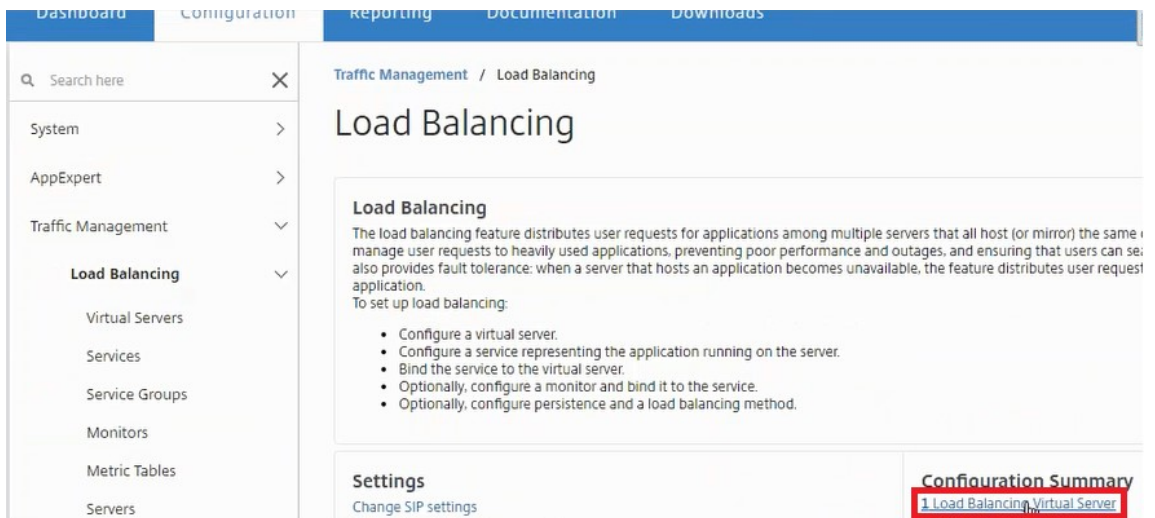 Dashboard
Configuration
Reporting
Documentation
Downloads
Search here
System
AppExpert
Traffic Management
Load Balancing
Virtual Servers
Services
Service Groups
Monitors
Metric Tables
Servers
Traffic Management / Load Balancing
Load Balancing
Load Balancing
The load balancing feature distributes user requests for applications among multiple servers that all host (or mirror) the same
manage user requests to heavily used applications, preventing poor performance and outages, and ensuring that users can
also provides fault tolerance: when a server that hosts an application becomes unavailable, the feature distributes user request
application.
To set up load balancing:
• Configure a virtual server.
• Configure a service representing the application running on the server.
• Bind the service to the virtual server.
• Optionally, configure a monitor and bind it to the service.
• Optionally, configure persistence and a load balancing method.
Settings
Change SIP settings
Configuration Summary
1 Load Balancing Virtual Server